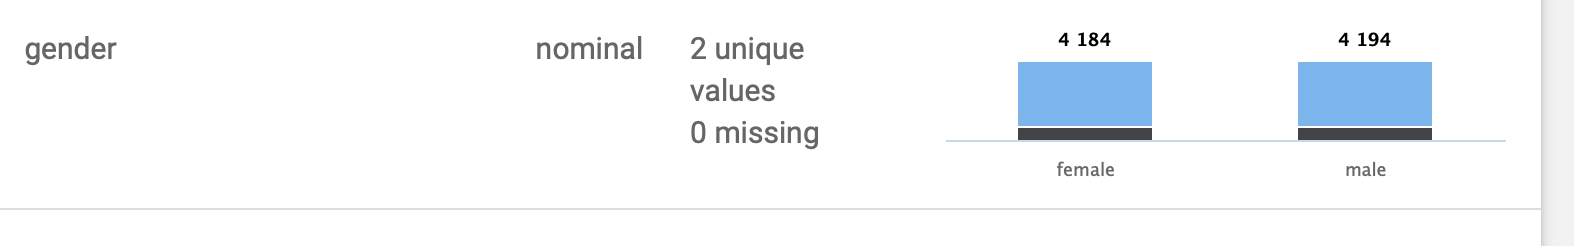 gender
nominal
2 unique
values
0 missing
4 184
4 194
female
male